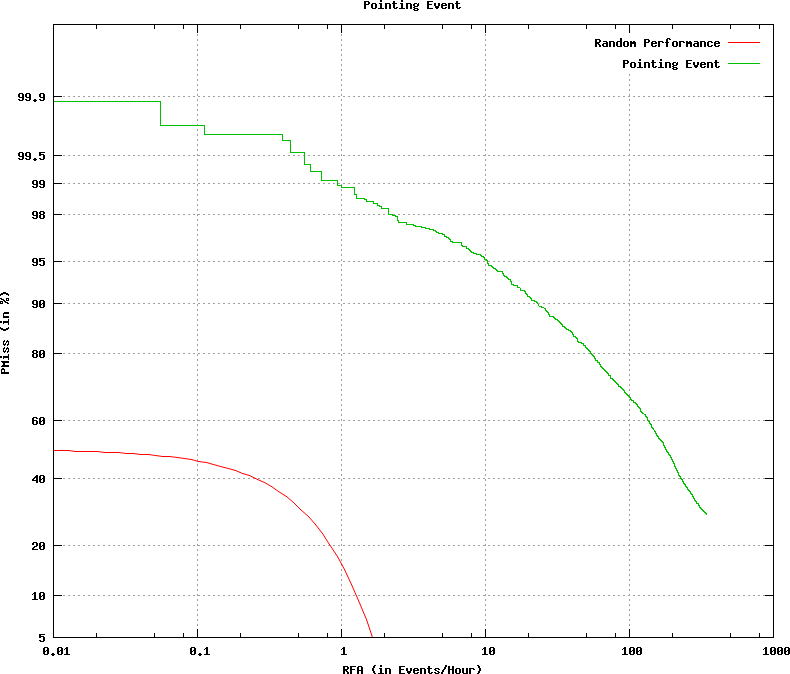 Pointing Event
Random Performance
Pointing Event
99.9
99.5
99
98
95
90
80
60
40
20
10
5
PMiss (in %)
0.01 0.1 1 10 100 1000
RFA (in Events/Hour)